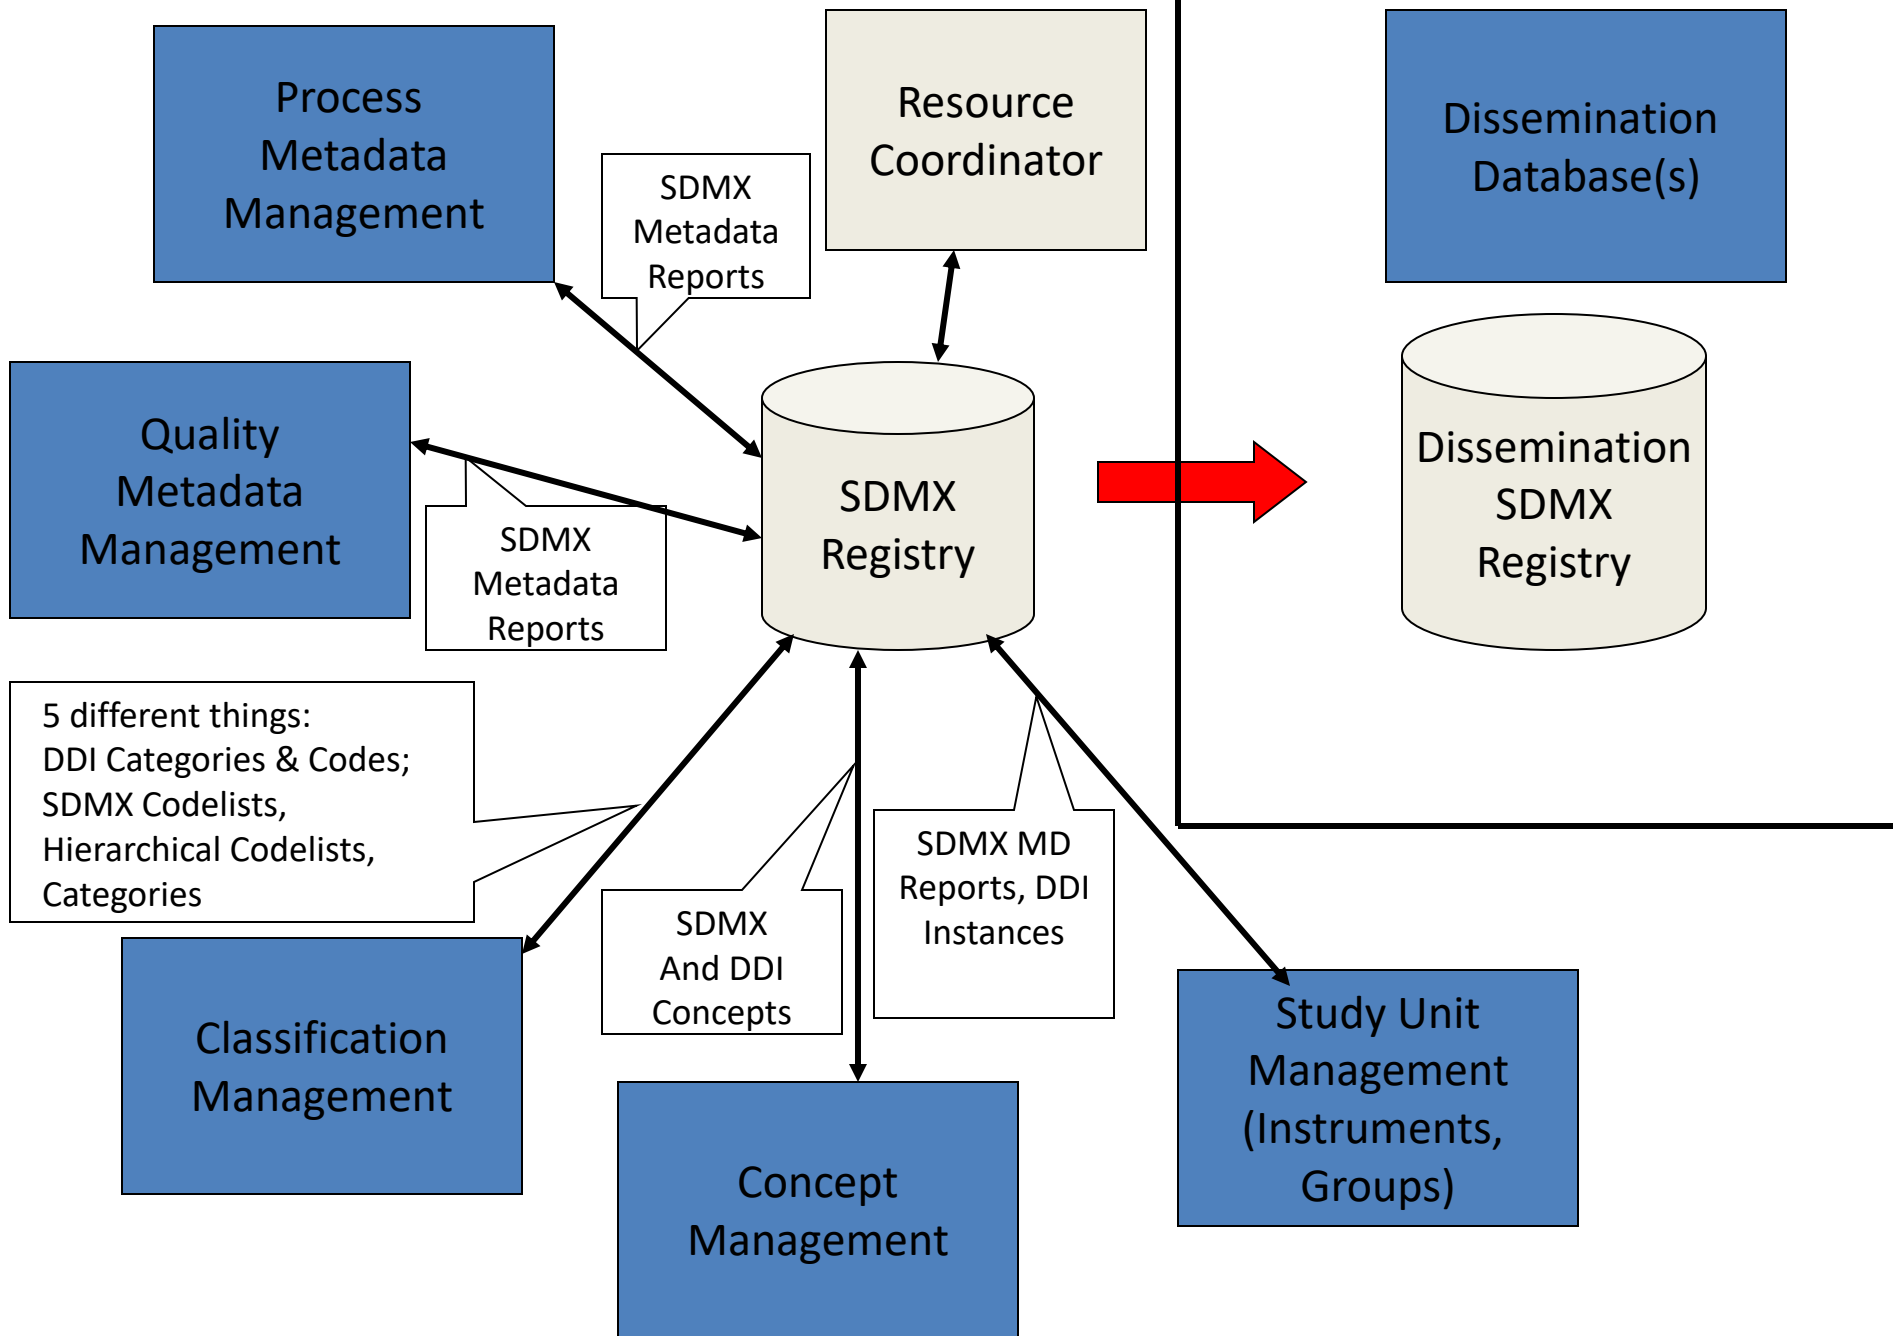 Process
Metadata
Management
SDMX
Metadata
Reports
Resource
Coordinator
Dissemination
Database(s)
Quality
Metadata
Management
SDMX
Metadata
Reports
SDMX
Registry
Dissemination
SDMX
Registry
5 different things:
DDI Categories & Codes;
SDMX Codelists,
Hierarchical Codelists,
Categories
SDMX
And DDI
Concepts
SDMX MD
Reports, DDI
Instances
Classification
Management
Concept
Management
Study Unit
Management
(Instruments,
Groups)